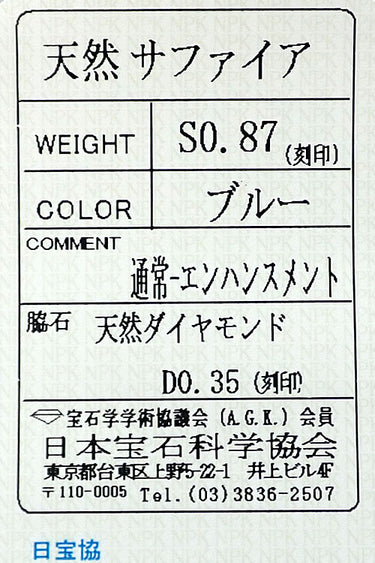 天然 サファイア
WEIGHT S0.87 (刻印)
COLOR ブルー
COMMENT
通常-エンハンスメント
脇石 天然ダイヤモンド
D0.35 (刻印)
宝石学学術協議会 (A.G.K.) 会員
日本宝石科学協会
東京都台東区上野5-22-1 井上ビル4F
〒110-0005 Tel.(03)3836-2507
日宝協